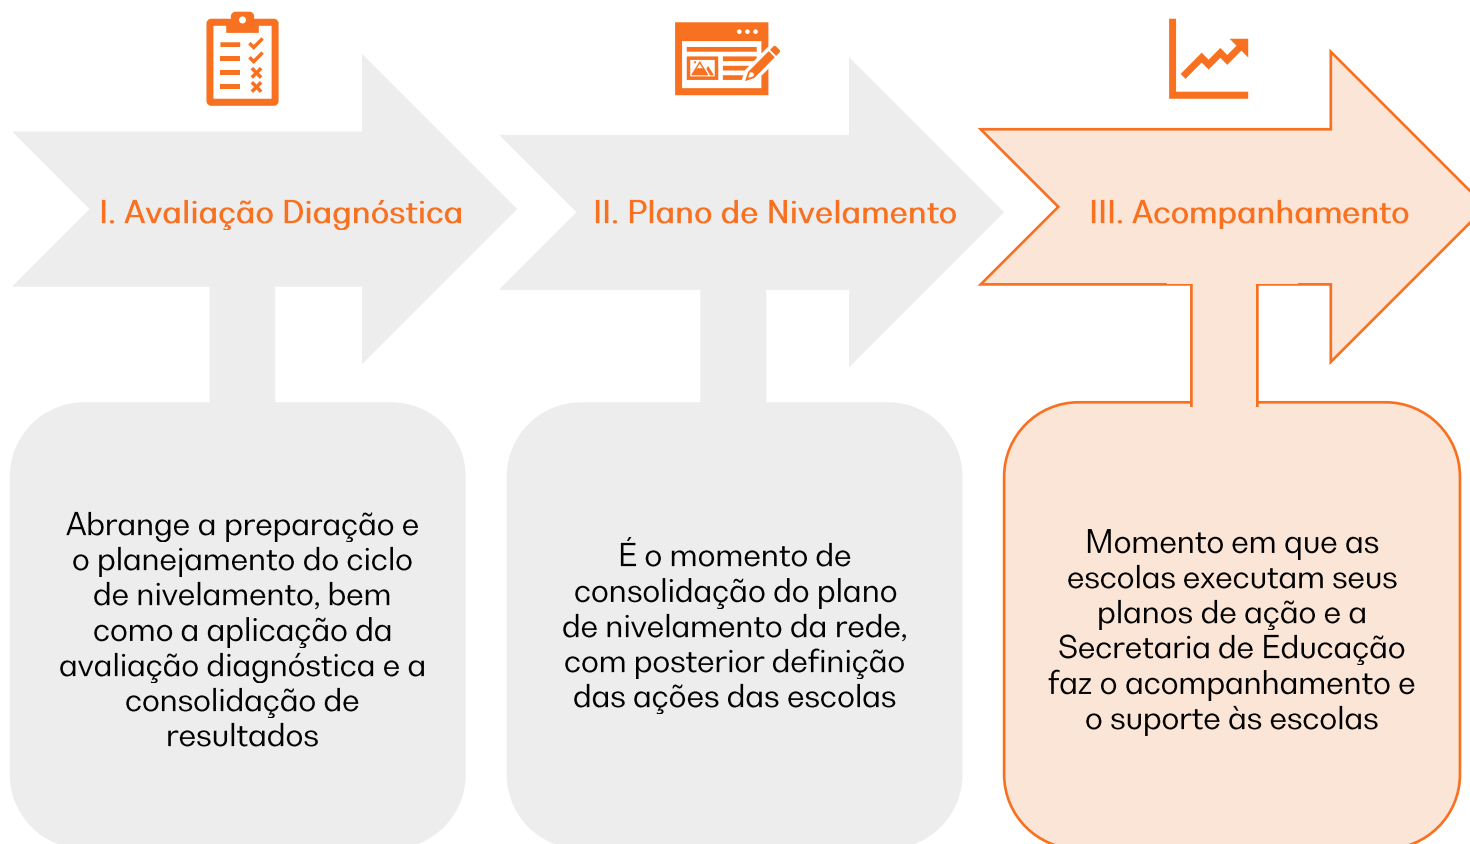 I. Avaliação Diagnóstica
II. Plano de Nivelamento
III. Acompanhamento
Abrange a preparação e
o planejamento do ciclo
de nivelamento, bem
como a aplicação da
avaliação diagnóstica e a
consolidação de
resultados
É o momento de
consolidação do plano
de nivelamento da rede,
com posterior definição
das ações das escolas
Momento em que as
escolas executam seus
planos de ação e a
Secretaria de Educação
faz o acompanhamento e
o suporte às escolas